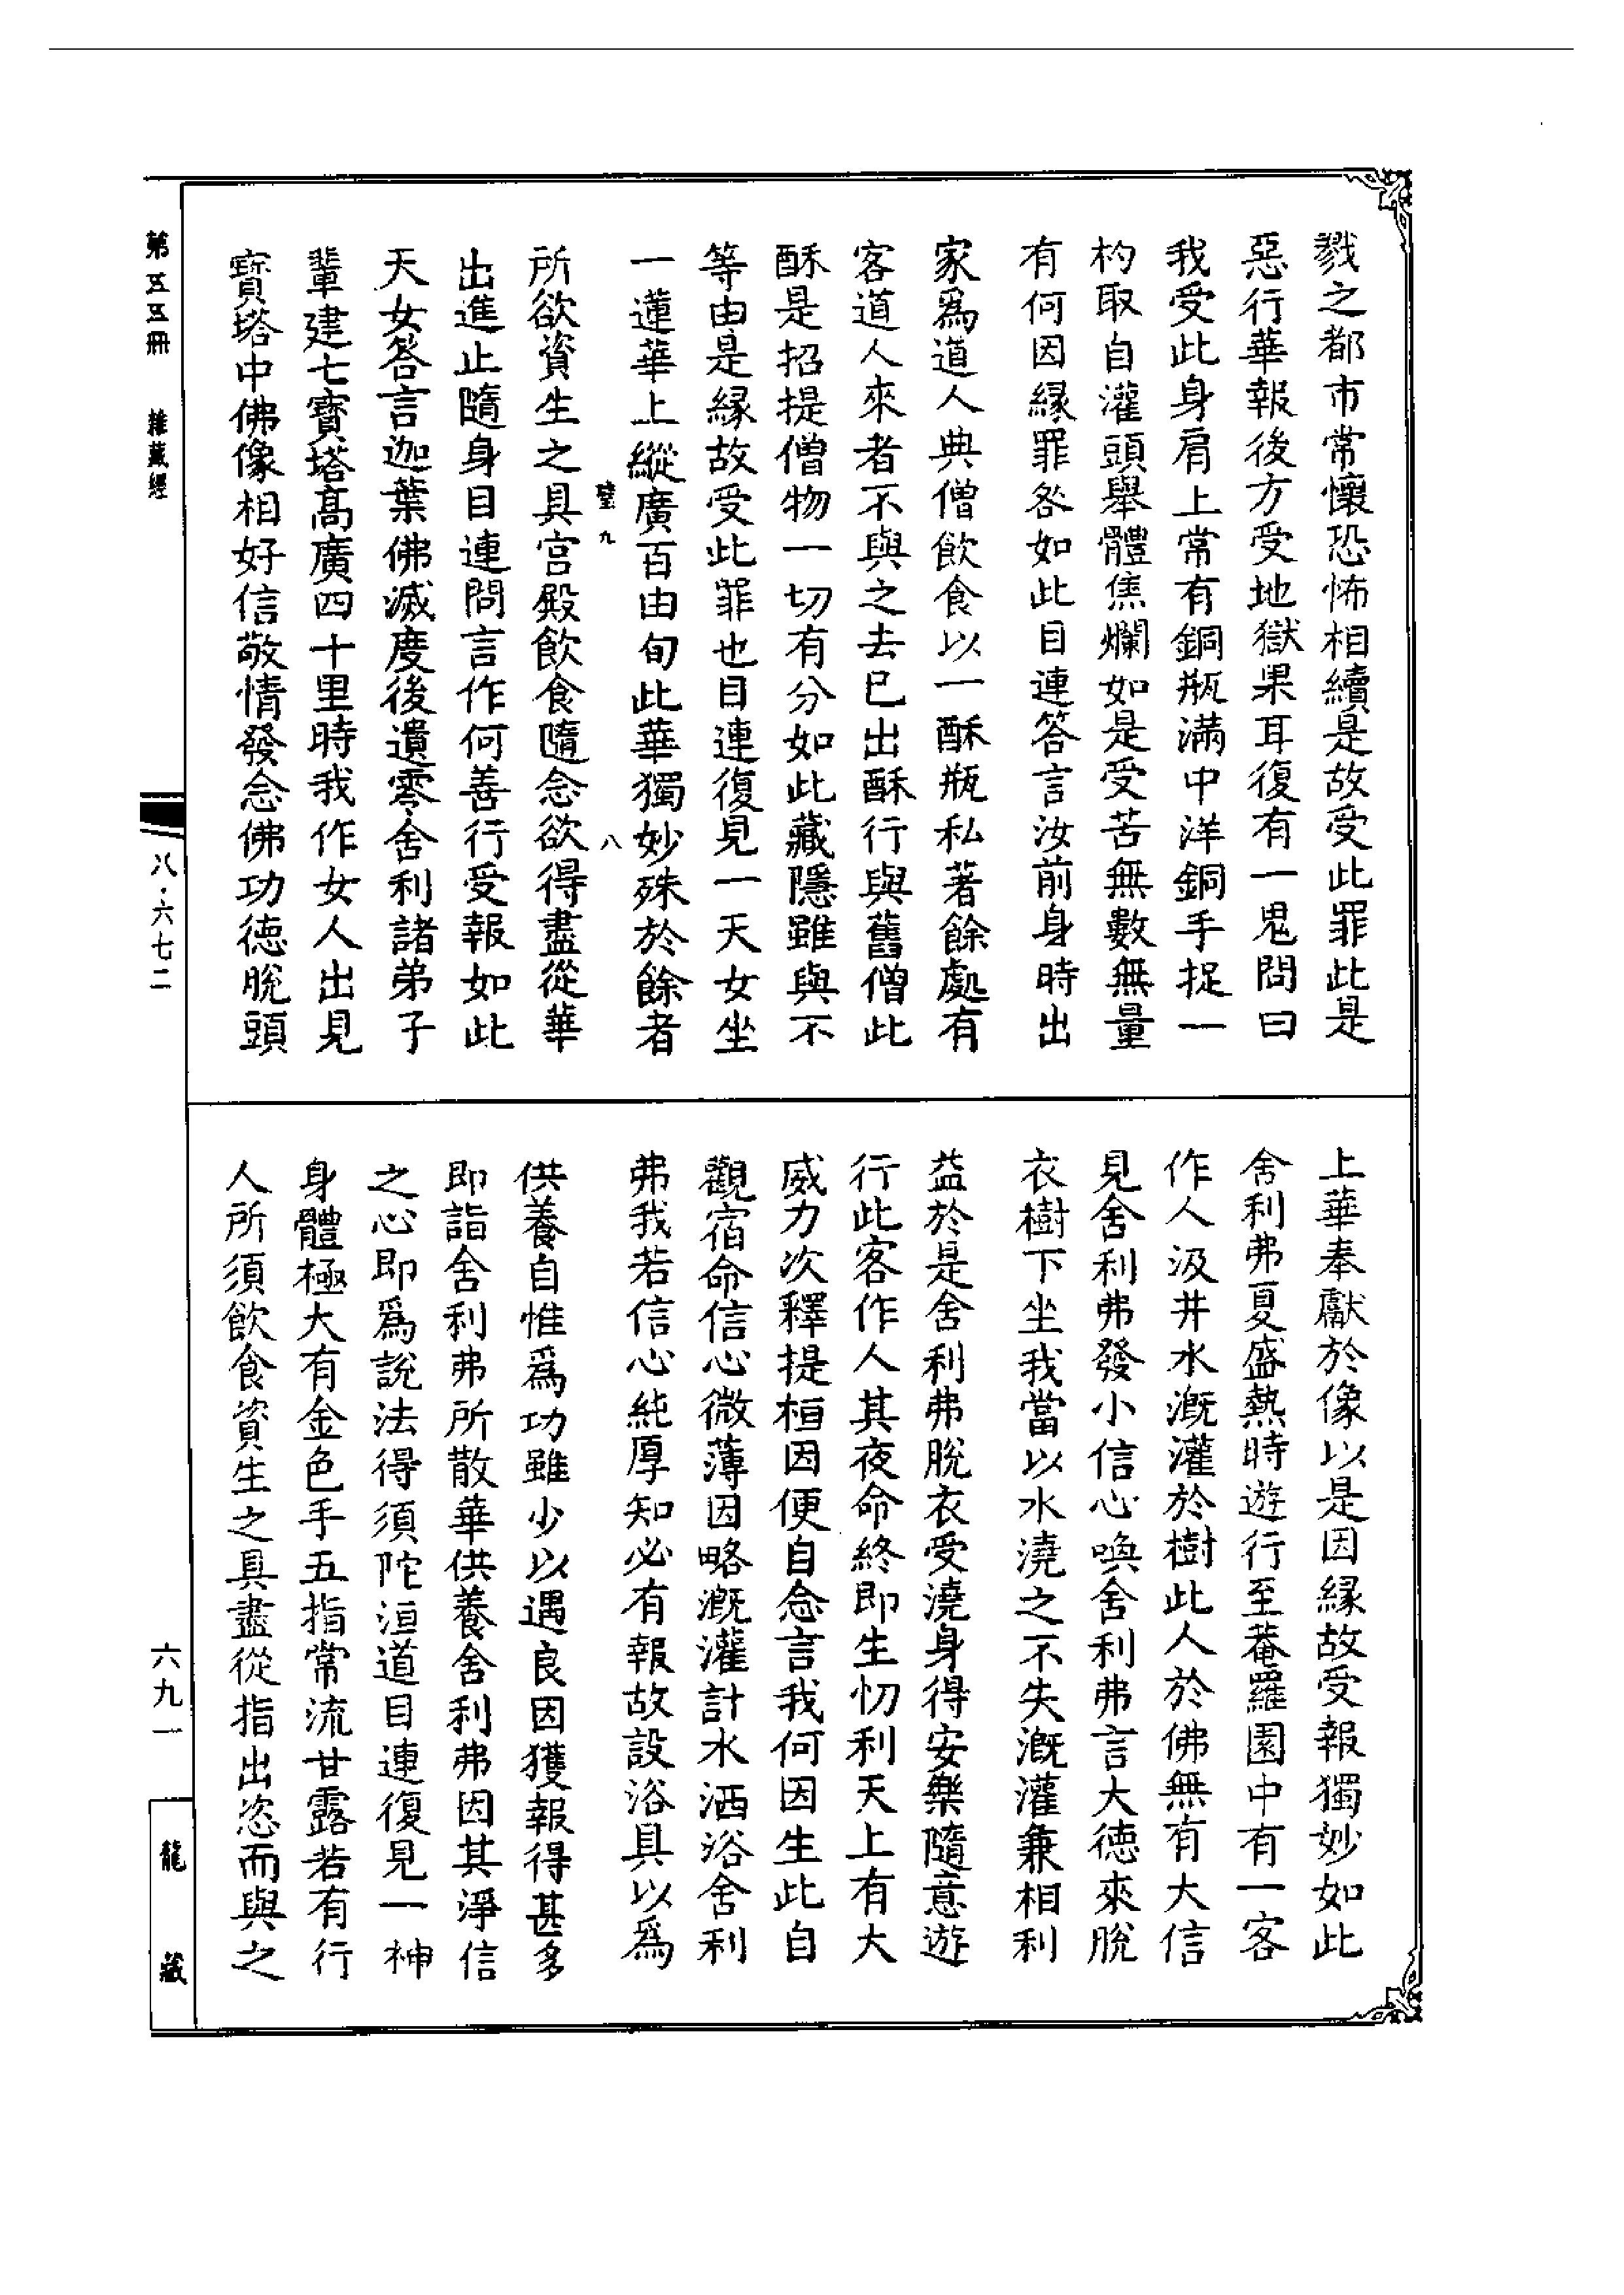 戮之都市常懷恐怖相續是故受此罪此是
惡行華報後方受地獄果耳復有一鬼問曰
我受此身肩上常有銅瓶滿中洋銅手捉一
杓取自灌頭舉體焦爛如是受苦無數無量
有何因緣罪咎如此目連答言汝前身時出
家爲道人典僧飲食以一酥瓶私著餘處有
客道人來者不與之去已出酥行與舊僧此
酥是招提僧物一切有分如此藏隱雖與不
等由是緣故受此罪也目連復見一天女坐
一蓮華上縱廣百由旬此華獨妙殊於餘者
所欲資生之具宮殿飲食隨念欲得盡從華
出進止隨身目連問言作何善行受報如此
天女答言迦葉佛滅度後遺零舍利諸弟子
輩建七寶塔高廣四十里時我作女人出見
寶塔中佛像相好信敬情發念佛功德脫頭
上華奉獻於像以是因緣故受報獨妙如此
舍利弗夏盛熱時遊行至菴羅園中有一客
作人汲井水溉灌於樹此人於佛無有大信
見舍利弗發小信心喚舍利弗言大德來脫
衣樹下坐我當以水澆之不失溉灌兼相利
益於是舍利弗脫衣受澆身得安樂隨意遊
行此客作人其夜命終即生忉利天上有大
威力次釋提桓因便自念言我何因生此自
觀宿命信心微薄因略溉灌計水洒浴舍利
弗我若信心純厚知必有報故設浴具以爲
供養自惟爲功雖少以遇良因獲報得甚多
即詣舍利弗所散華供養舍利弗因其淨信
之心即爲說法得須陀洹道目連復見一神
身體極大有金色手五指常流甘露若有行
人所須飲食資生之具盡從指出恣而與之
第五五冊 雜藏經
八·六七二
六九一
龍藏
八